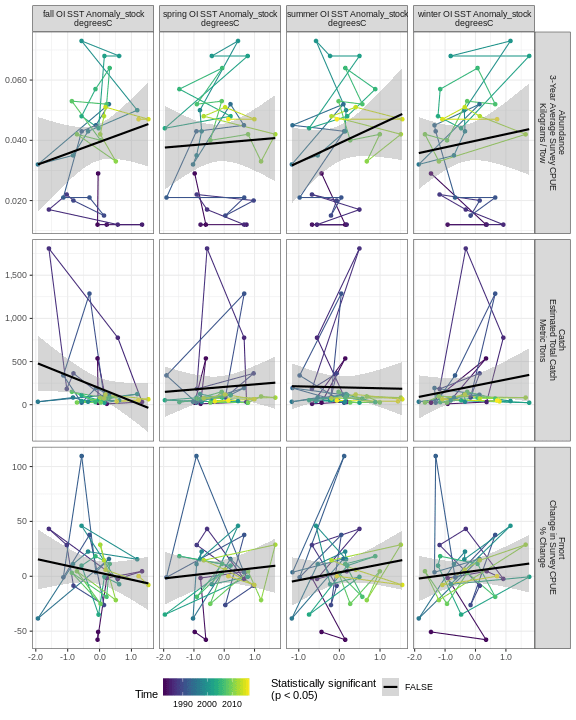 fall OI SST Anomaly_stock
degreesC
spring OI SST Anomaly_stock
degreesC
summer OI SST Anomaly_stock
degreesC
winter OI SST Anomaly_stock
degreesC
0.060
0.040
0.020
Abundance
3-Year Average Survey CPUE
Kilograms / Tow
1,500
1,000
500
0
Catch
Estimated Total Catch
Metric Tons
100
50
0
-50
Fmort
Change in Survey CPUE
% Change
-2.0 -1.0 0.0 1.0
-2.0 -1.0 0.0 1.0
-1.0 0.0 1.0
-2.0 -1.0 0.0 1.0
Time
1990 2000 2010
Statistically significant
(p < 0.05)
FALSE